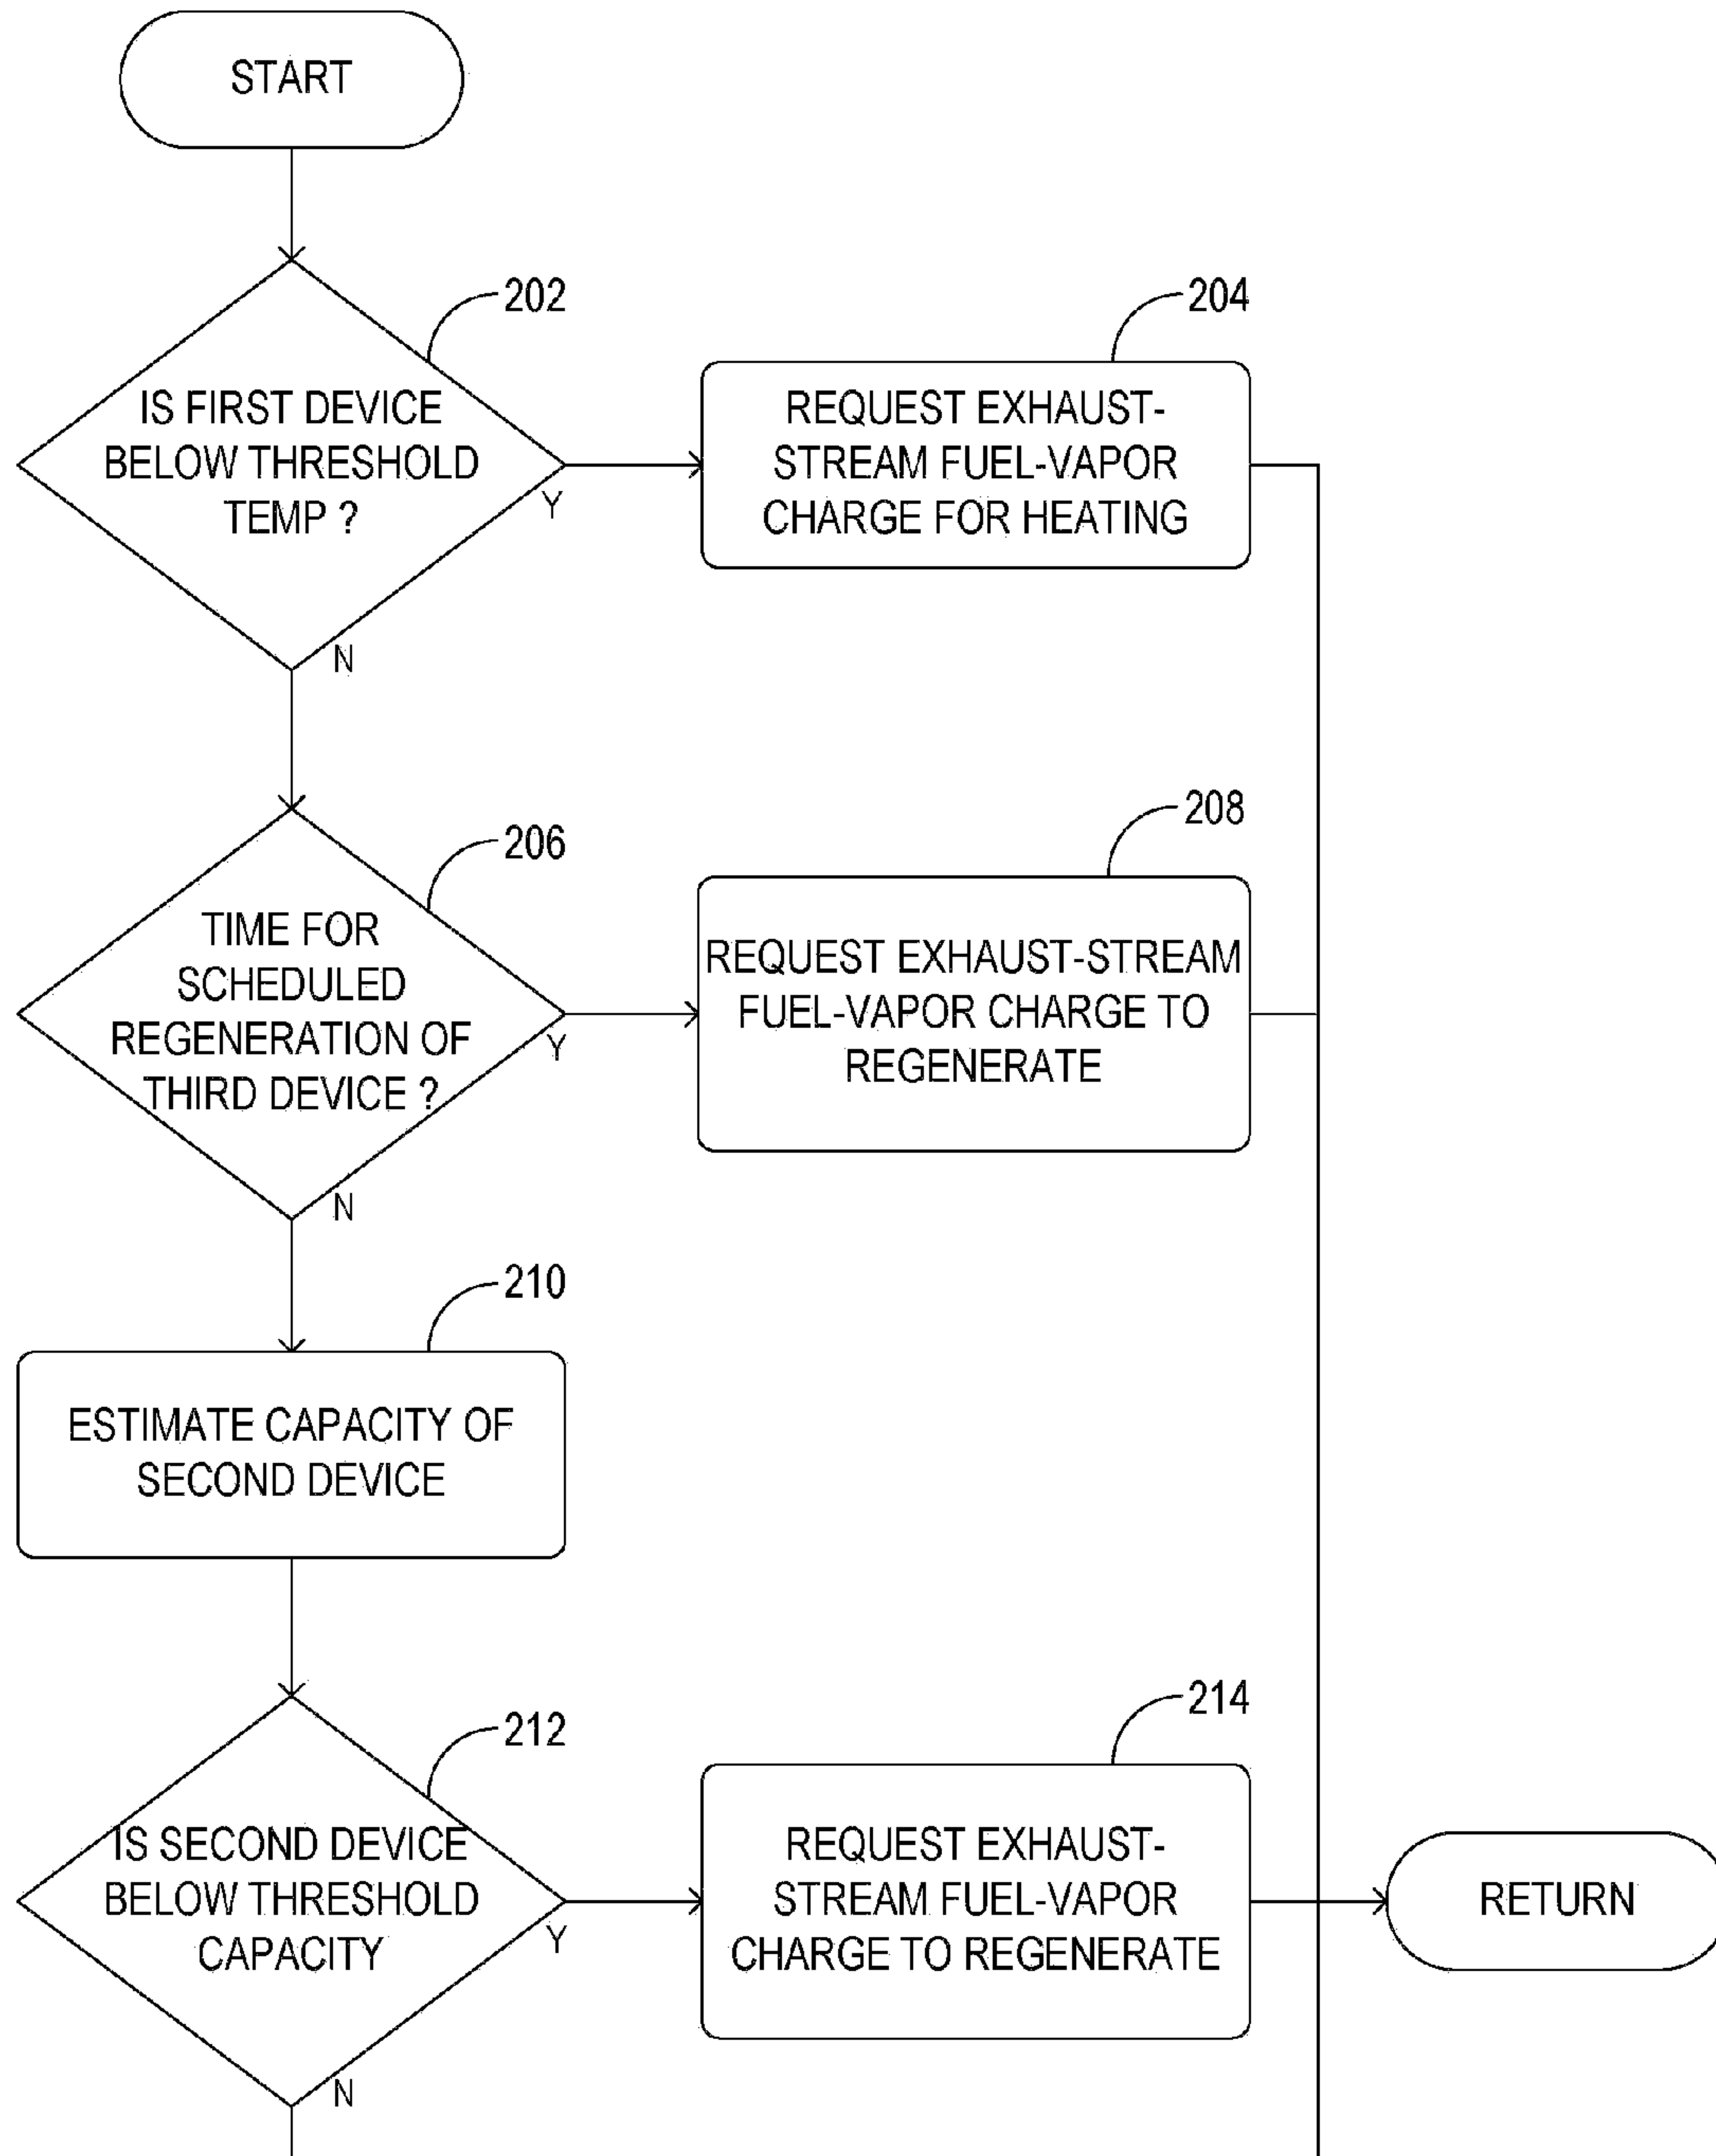 START
202
IS FIRST DEVICE
BELOW THRESHOLD
TEMP ?
Y
N
204
REQUEST EXHAUST-
STREAM FUEL-VAPOR
CHARGE FOR HEATING
206
TIME FOR
SCHEDULED
REGENERATION OF
THIRD DEVICE ?
Y
N
208
REQUEST EXHAUST-STREAM
FUEL-VAPOR CHARGE TO
REGENERATE
210
ESTIMATE CAPACITY OF
SECOND DEVICE
212
IS SECOND DEVICE
BELOW THRESHOLD
CAPACITY
Y
N
214
REQUEST EXHAUST-
STREAM FUEL-VAPOR
CHARGE TO REGENERATE
RETURN